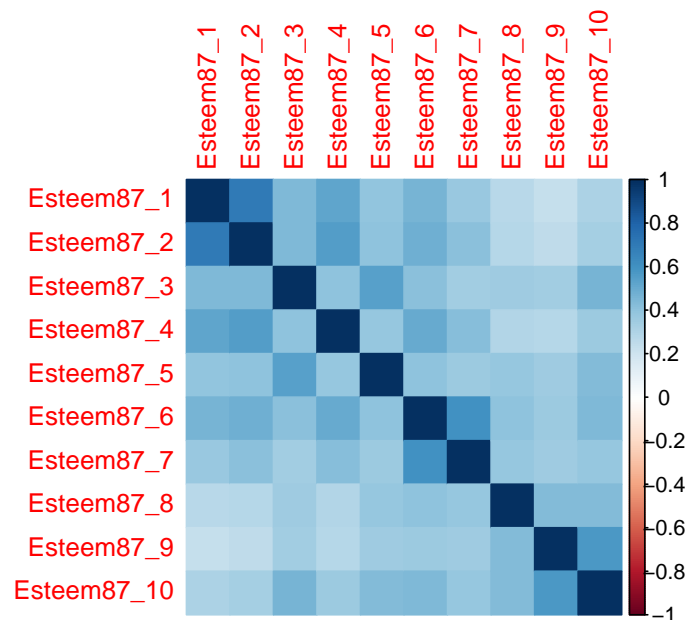 Esteem87_1
Esteem87_2
Esteem87_3
Esteem87_4
Esteem87_5
Esteem87_6
Esteem87_7
Esteem87_8
Esteem87_9
Esteem87_10
Esteem87_1
Esteem87_2
Esteem87_3
Esteem87_4
Esteem87_5
Esteem87_6
Esteem87_7
Esteem87_8
Esteem87_9
Esteem87_10
1
0.8
0.6
0.4
0.2
0
−0.2
−0.4
−0.6
−0.8
−1